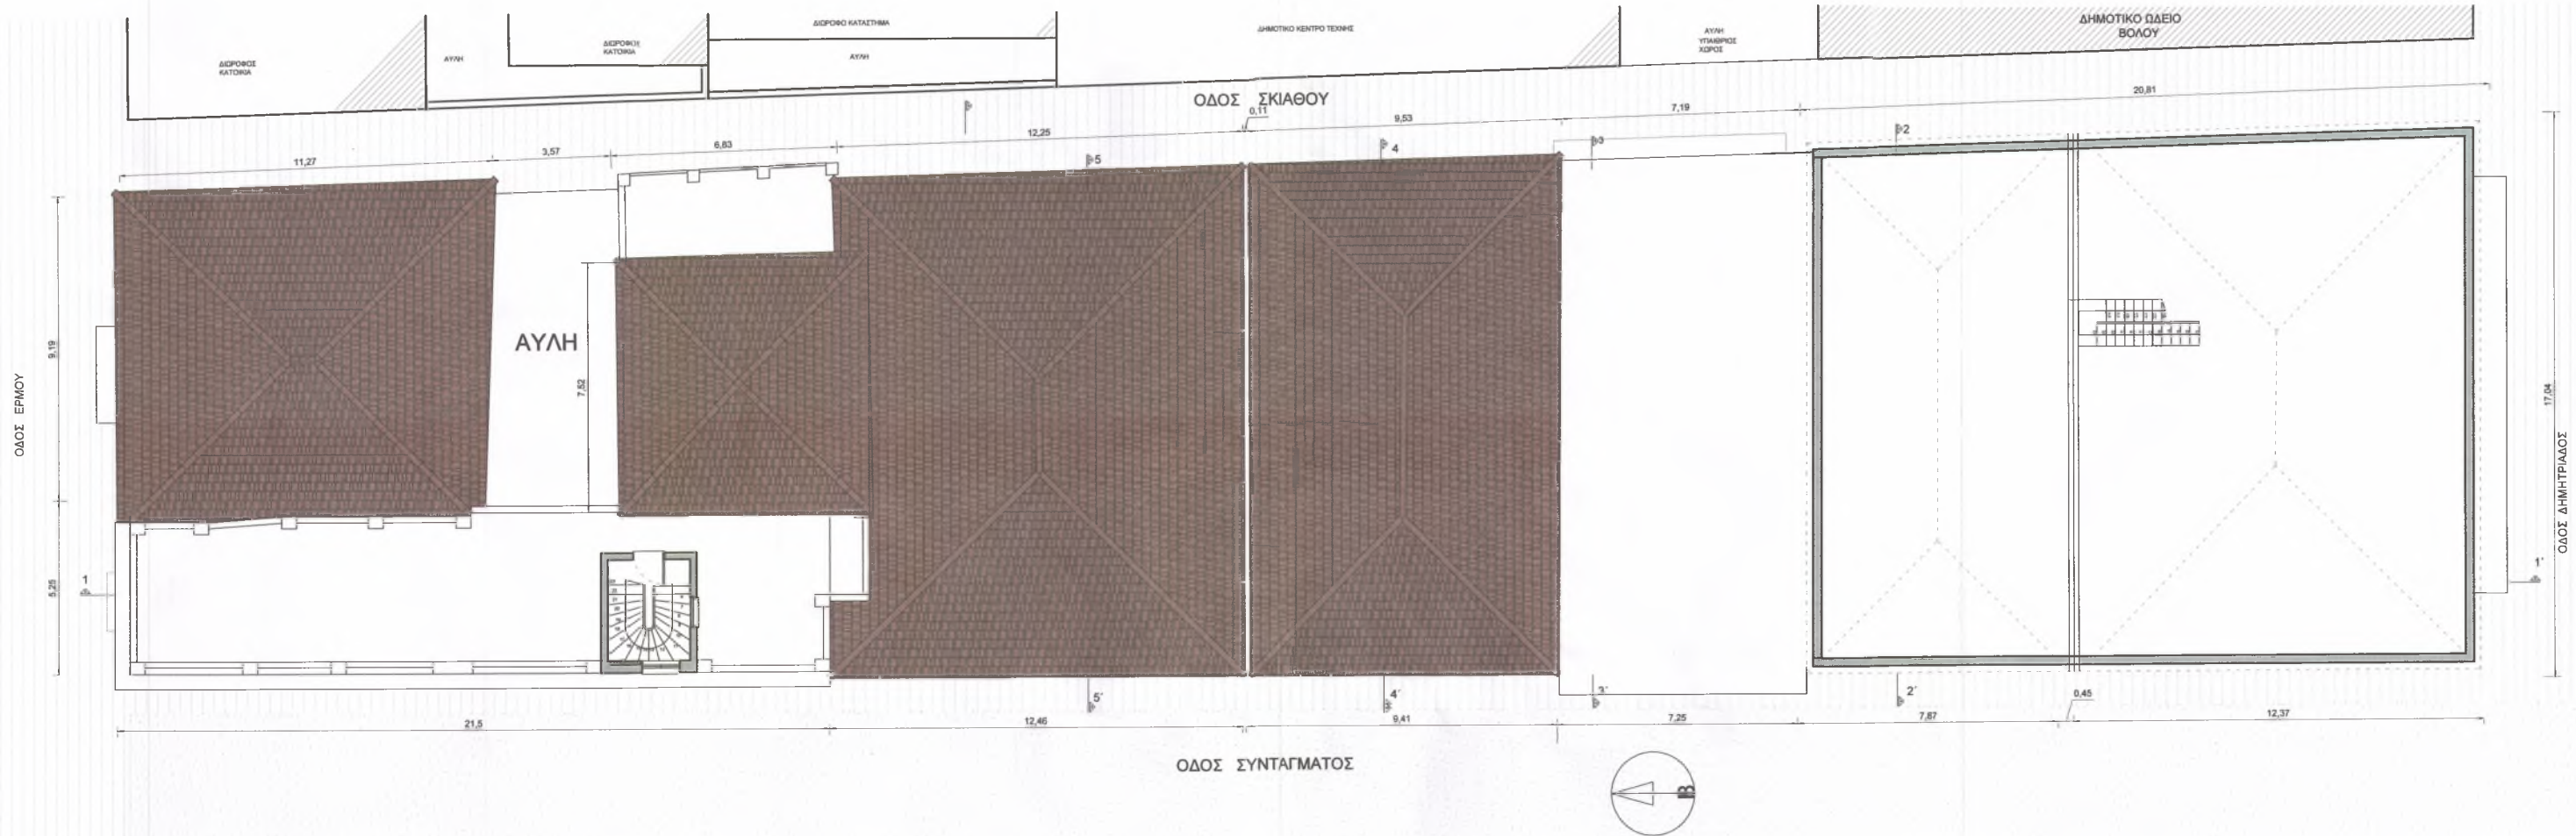 ΔΙΩΡΟΦΟΣ
ΚΑΤΟΙΚΙΑ
ΑΥΛΗ
ΔΙΩΡΟΦΟΣ
ΚΑΤΟΙΚΙΑ
ΔΙΩΡΟΦΟ ΚΑΤΑΣΤΗΜΑ
ΑΥΛΗ
ΔΗΜΟΤΙΚΟ ΚΕΝΤΡΟ ΤΕΧΝΗΣ
ΑΥΛΗ
ΥΠΑΙΘΡΙΟΣ
ΧΩΡΟΣ
ΔΗΜΟΤΙΚΟ ΩΔΕΙΟ
ΒΟΛΟΥ
ΟΔΟΣ ΣΚΙΑΘΟΥ
11,27
3,57
6,83
12,25
0,11
9,53
7,19
20,81
5
4
3
2
ΟΔΟΣ ΕΡΜΟΥ
9,19
5,25
ΑΥΛΗ
7,52
17,04
ΟΔΟΣ ΔΗΜΗΤΡΙΑΔΟΣ
1
1΄
5΄
4΄
3΄
2΄
21,5
12,46
9,41
7,25
7,87
0,45
12,37
ΟΔΟΣ ΣΥΝΤΑΓΜΑΤΟΣ
Β